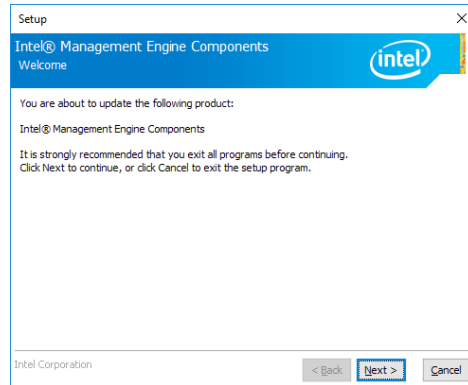 Setup
Intel® Management Engine Components
Welcome
intel
You are about to update the following product:
Intel® Management Engine Components
It is strongly recommended that you exit all programs before continuing.
Click Next to continue, or click Cancel to exit the setup program.
Intel Corporation
< Back
Next >
Cancel